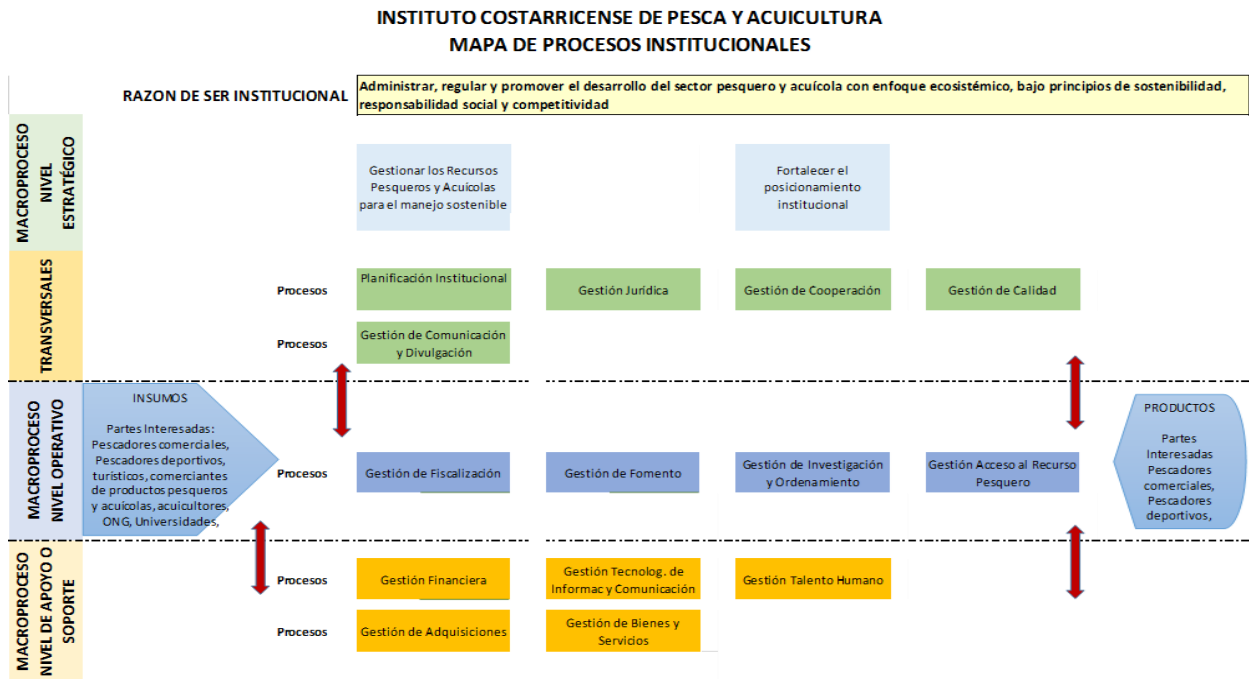 INSTITUTO COSTARRICENSE DE PESCA Y ACUICULTURA
MAPA DE PROCESOS INSTITUCIONALES
RAZON DE SER INSTITUCIONAL
Administrar, regular y promover el desarrollo del sector pesquero y acuícola con enfoque ecosistémico, bajo principios de sostenibilidad,
responsabilidad social y competitividad
MACROPROCESO
NIVEL
ESTRATÉGICO
Gestionar los Recursos
Pesqueros y Acuícolas
para el manejo sostenible
Fortalecer el
posicionamiento
institucional
TRANSVERSALES
Procesos
Planificación Institucional
Gestión Jurídica
Gestión de Cooperación
Gestión de Calidad
Procesos
Gestión de Comunicación
y Divulgación
MACROPROCESO
NIVEL OPERATIVO
INSUMOS
Partes Interesadas:
Pescadores comerciales,
Pescadores deportivos,
turísticos, comerciantes
de productos pesqueros
y acuícolas, acuicultores,
ONG, Universidades,
Procesos
Gestión de Fiscalización
Gestión de Fomento
Gestión de Investigación
y Ordenamiento
Gestión Acceso al Recurso
Pesquero
PRODUCTOS
Partes
Interesadas
Pescadores
comerciales,
Pescadores
deportivos,
MACROPROCESO
NIVEL DE APOYO O
SOPORTE
Procesos
Gestión Financiera
Gestión Tecnolog. de
Informac y Comunicación
Gestión Talento Humano
Procesos
Gestión de Adquisiciones
Gestión de Bienes y
Servicios